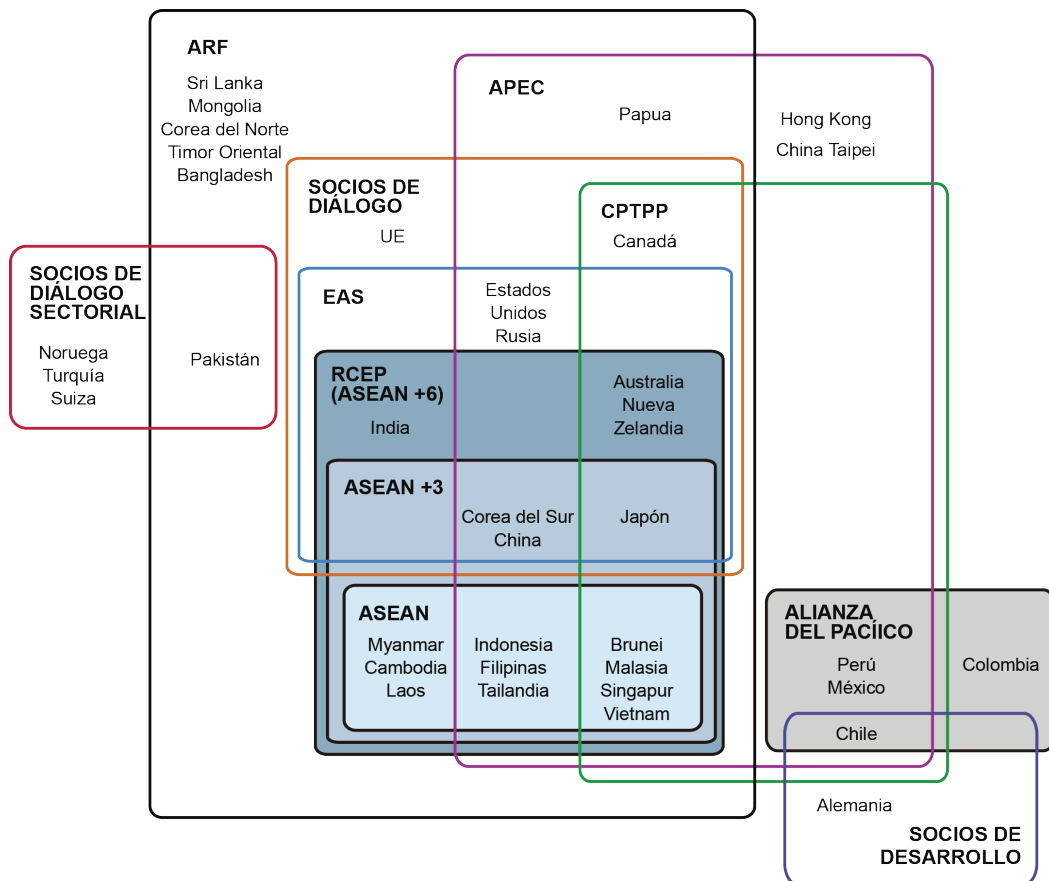 ARF
Sri Lanka
Mongolia
Corea del Norte
Timor Oriental
Bangladesh
APEC
Papua
Hong Kong
China Taipei
SOCIOS DE
DIÁLOGO
UE
CPTPP
Canadá
SOCIOS DE
DIÁLOGO
SECTORIAL
Noruega
Turquía
Suiza
Pakistán
EAS
Estados
Unidos
Rusia
RCEP
(ASEAN +6)
India
Australia
Nueva
Zelandia
ASEAN +3
Corea del Sur
China
Japón
ASEAN
Myanmar
Cambodia
Laos
Indonesia
Filipinas
Tailandia
Brunei
Malasia
Singapur
Vietnam
ALIANZA
DEL PACÍICO
Perú
México
Colombia
Chile
Alemania
SOCIOS DE
DESARROLLO